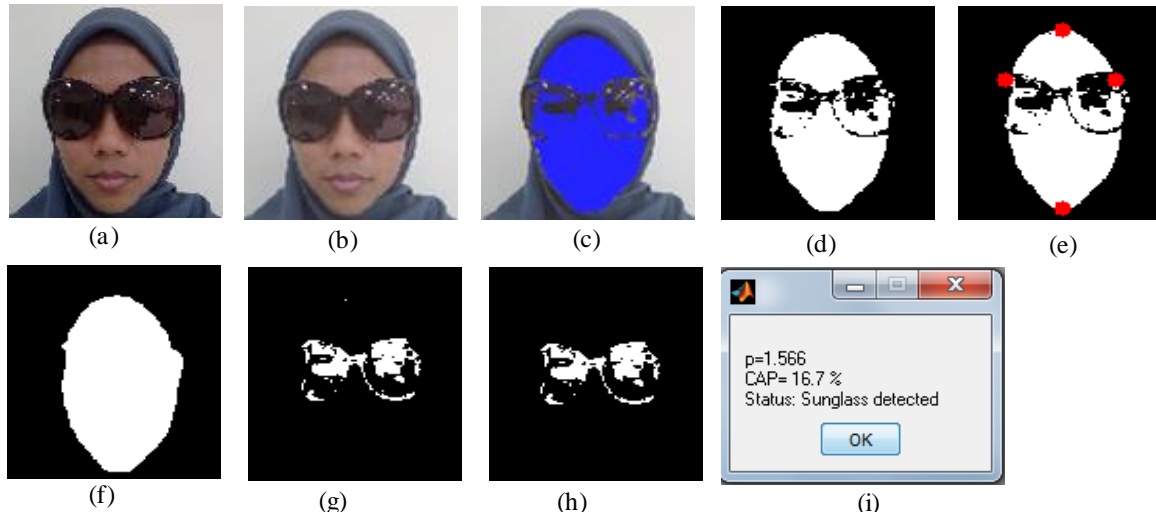 (a)
(b)
(c)
(d)
(e)
(f)
(g)
(h)
p=1.566
CAP= 16.7 %
Status: Sunglass detected
OK
(i)